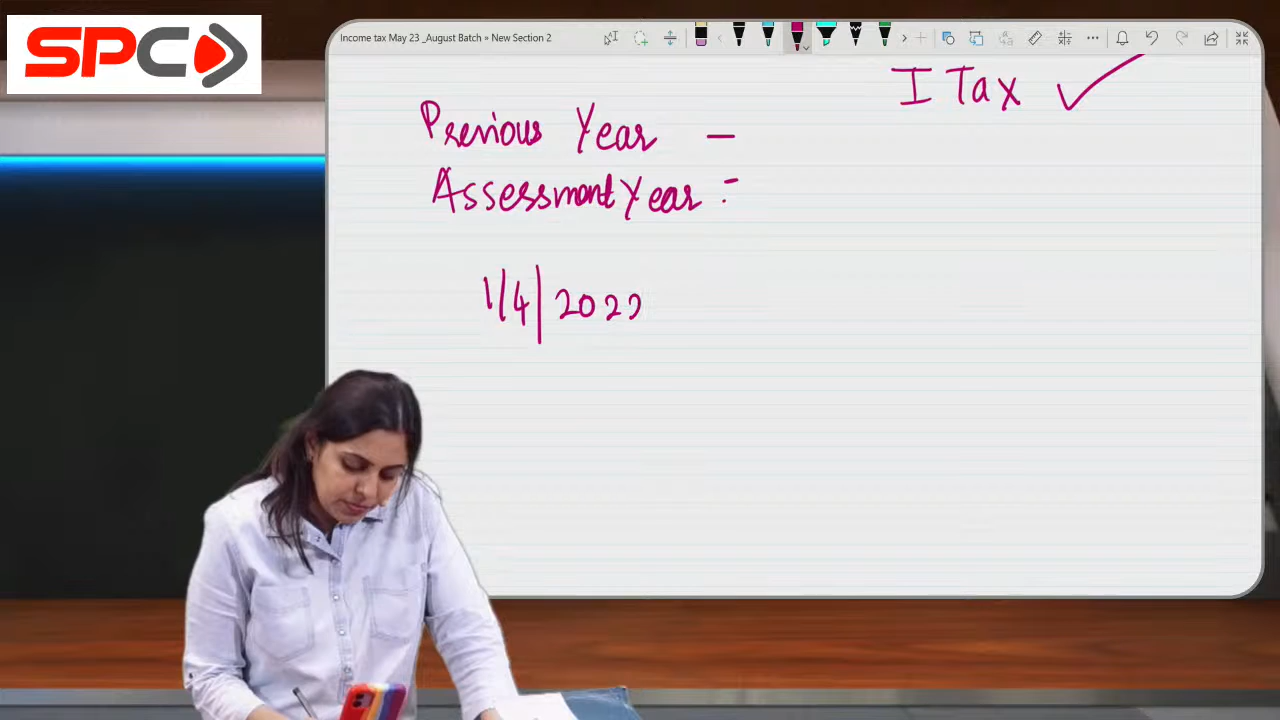 SPC
Income tax May 23 _August Batch » New Section 2
I Tax ✓
Previous Year –
Assessment Year :-
1/4/2022